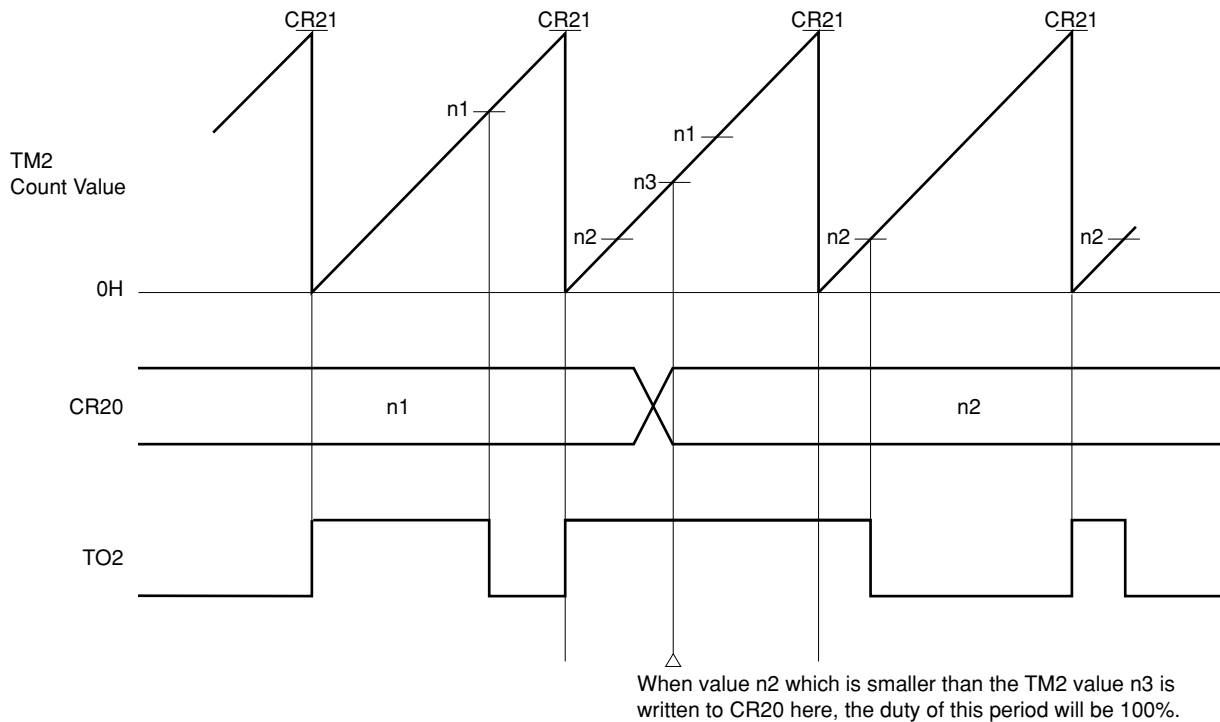 CR21 CR21 CR21 CR21
n1
n1
TM2
Count Value
n3
n2 n2 n2
0H
CR20 n1 n2
TO2
When value n2 which is smaller than the TM2 value n3 is
written to CR20 here, the duty of this period will be 100%.